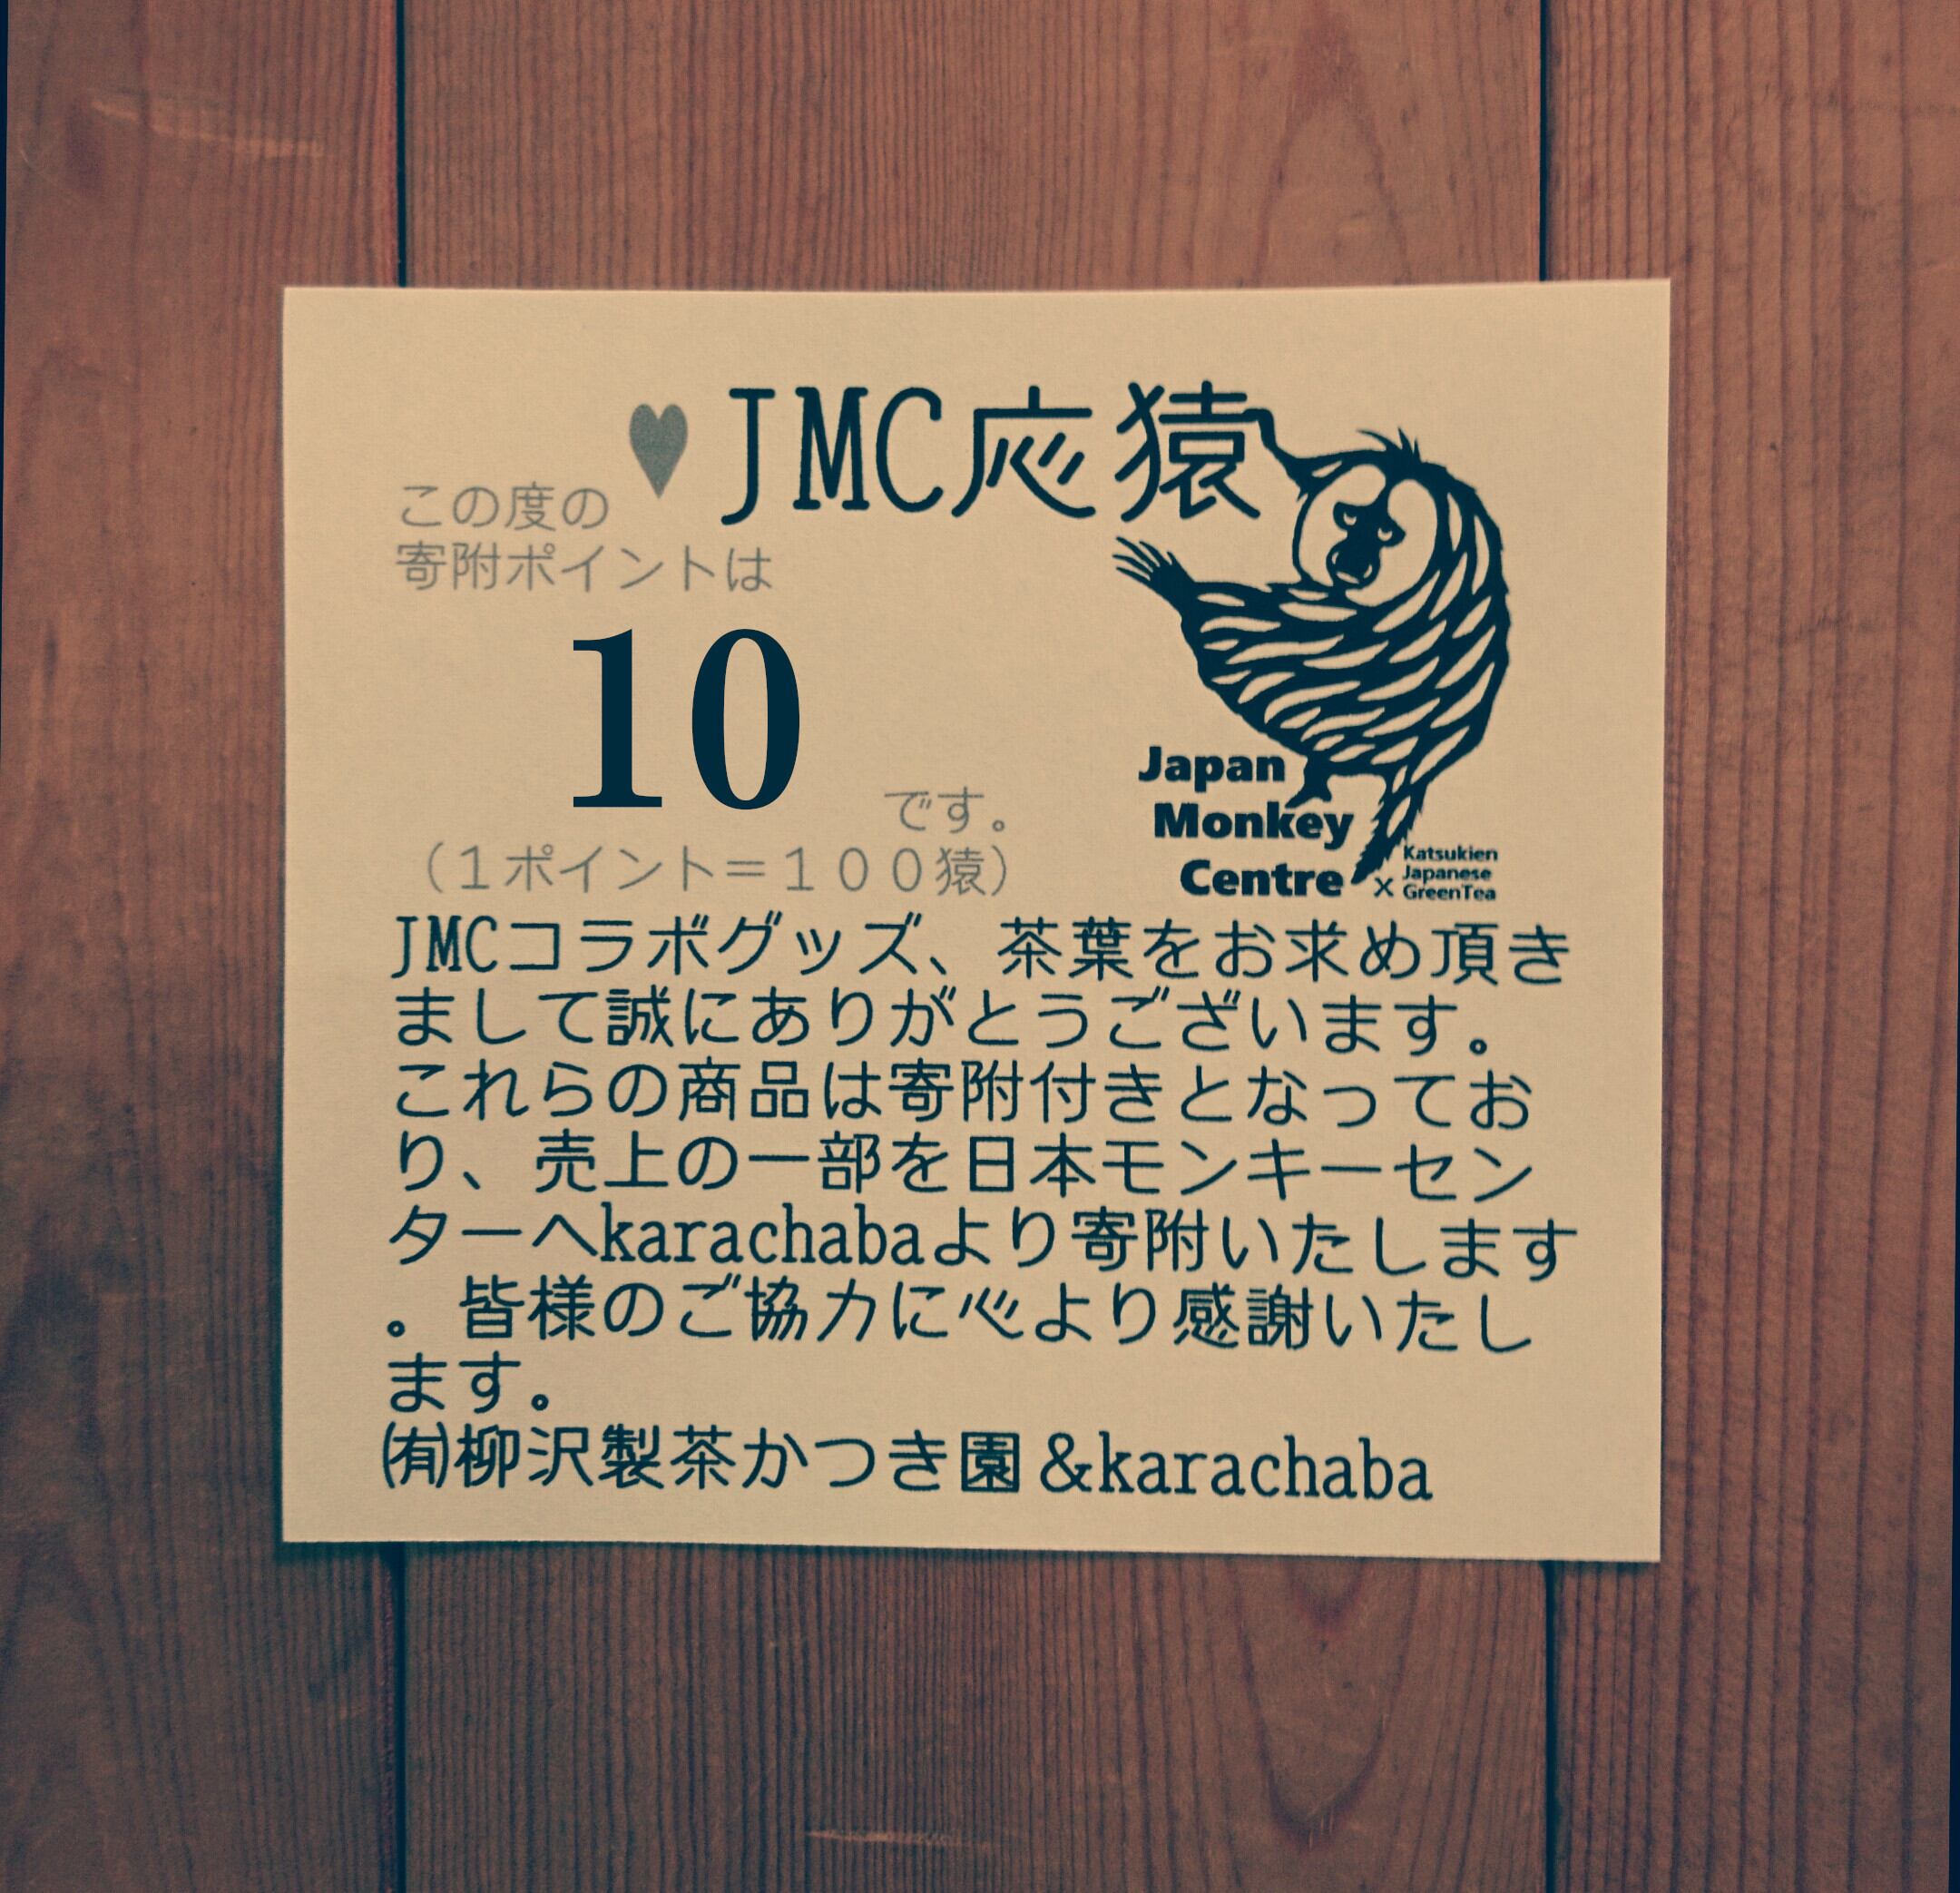 ♥JMC応猿
この度の
寄附ポイントは
10
です。
（１ポイント＝１００猿）
Japan
Monkey
Centre
×
Katsukien
Japanese
GreenTea
JMCコラボグッズ、茶葉をお求め頂き
まして誠にありがとうございます。
これらの商品は寄附付きとなってお
り、売上の一部を日本モンキーセン
ターへkarachabaより寄附いたします
。皆様のご協力に心より感謝いたし
ます。
㈲柳沢製茶かつき園&karachaba